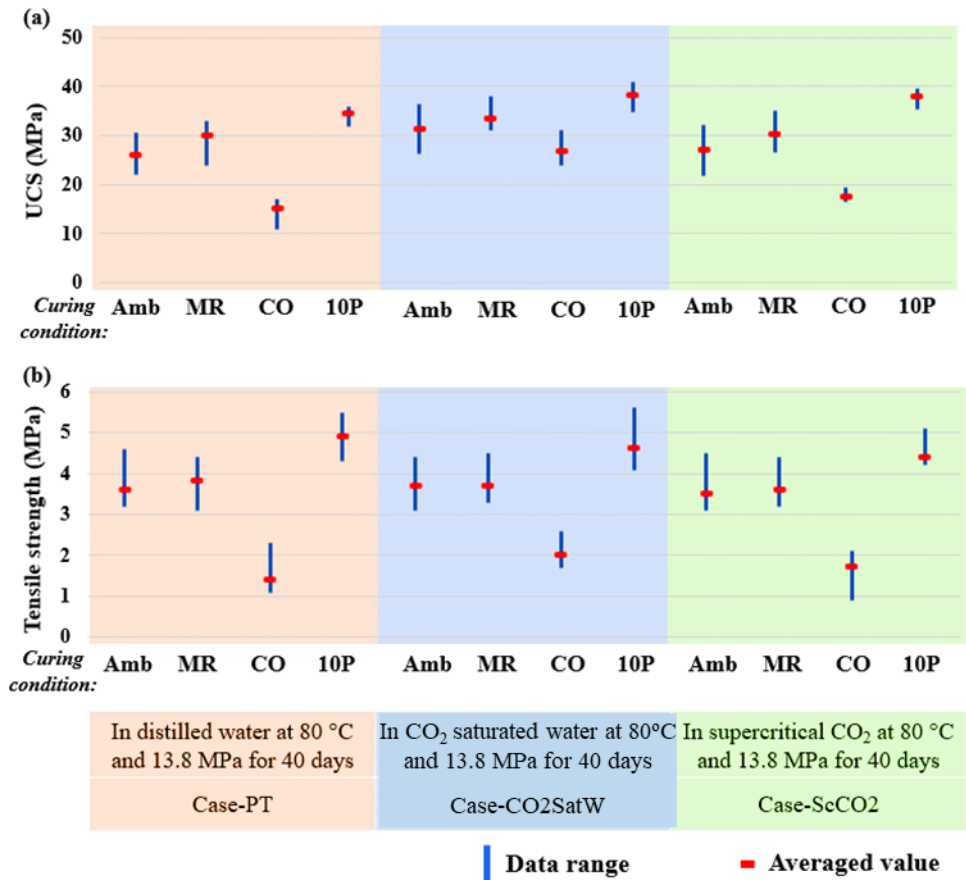 (a)
UCS (MPa)
50
40
30
20
10
0
Curing condition:
Amb MR CO 10P Amb MR CO 10P Amb MR CO 10P
(b)
Tensile strength (MPa)
6
5
4
3
2
1
0
Curing condition:
Amb MR CO 10P Amb MR CO 10P Amb MR CO 10P
In distilled water at 80 °C
and 13.8 MPa for 40 days
Case-PT
In CO₂ saturated water at 80°C
and 13.8 MPa for 40 days
Case-CO2SatW
In supercritical CO₂ at 80 °C
and 13.8 MPa for 40 days
Case-ScCO2
Data range
Averaged value